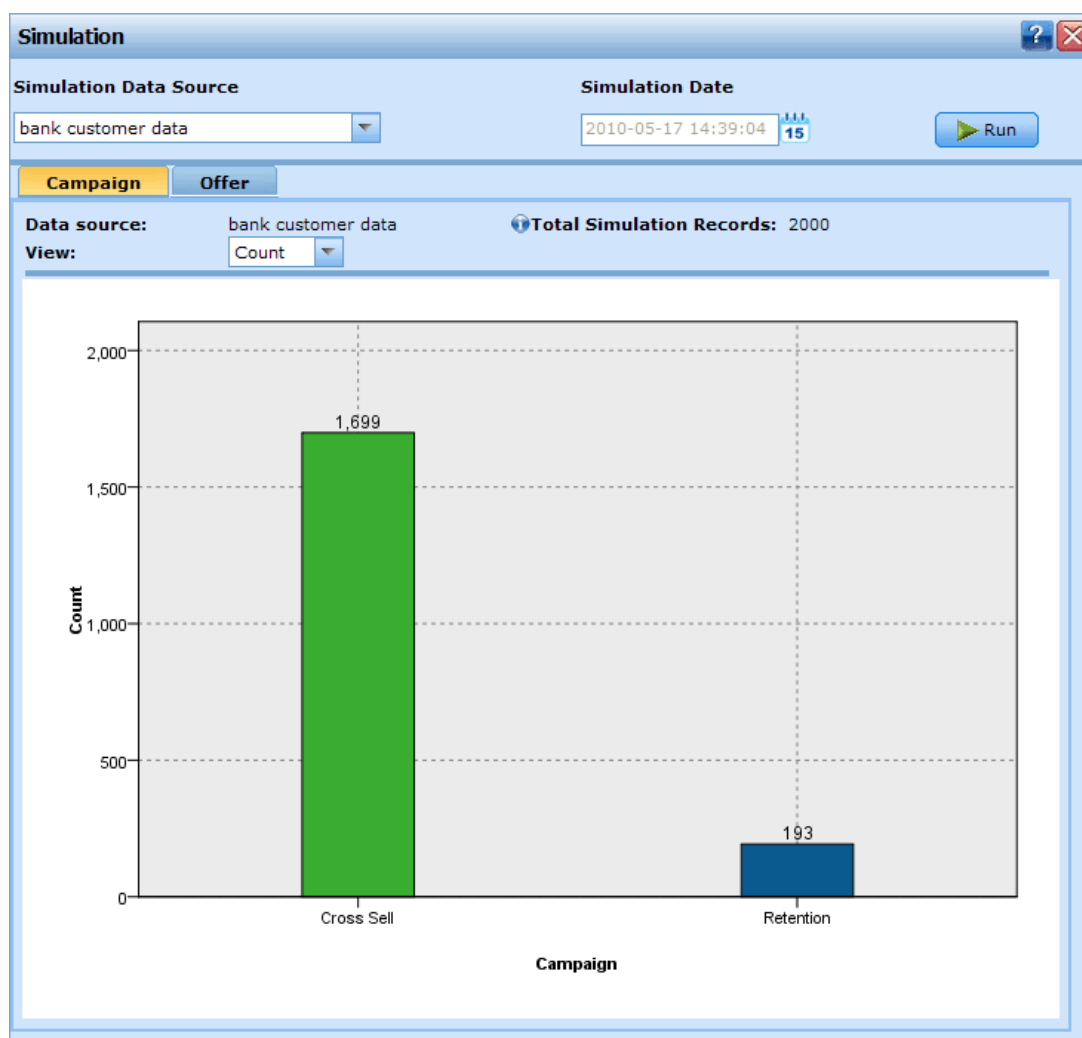 Simulation
?
Simulation Data Source
Simulation Date
bank customer data
2010-05-17 14:39:04
15
Run
Campaign
Offer
Data source: bank customer data
Total Simulation Records: 2000
View: Count
2,000
1,500
1,000
500
0
Count
1,699
193
Cross Sell
Retention
Campaign